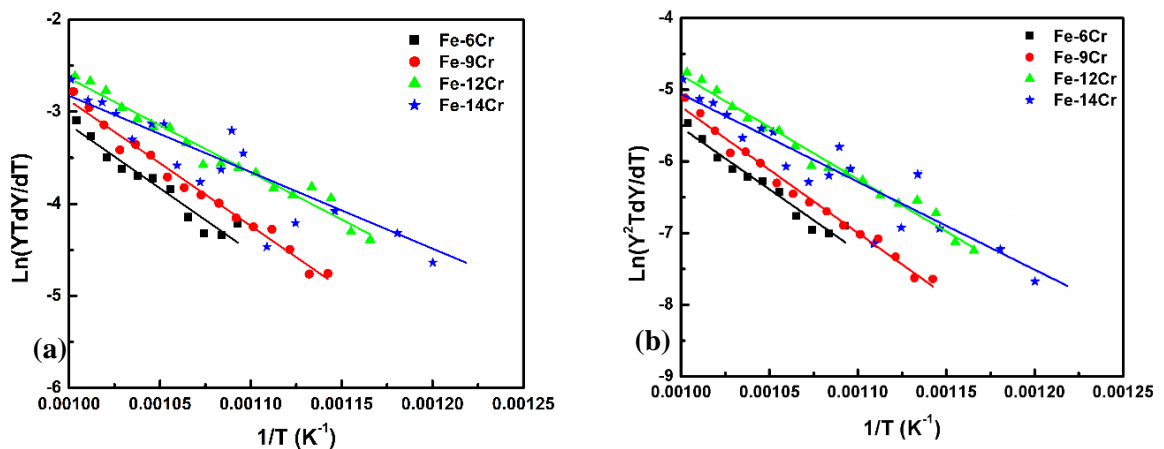 -2
-3
-4
-5
-6
Ln(YTdY/dT)
Fe-6Cr
Fe-9Cr
Fe-12Cr
Fe-14Cr
(a)
0.00100 0.00105 0.00110 0.00115 0.00120 0.00125
1/T (K⁻¹)
-4
-5
-6
-7
-8
-9
Ln(Y²TdY/dT)
Fe-6Cr
Fe-9Cr
Fe-12Cr
Fe-14Cr
(b)
0.00100 0.00105 0.00110 0.00115 0.00120 0.00125
1/T (K⁻¹)